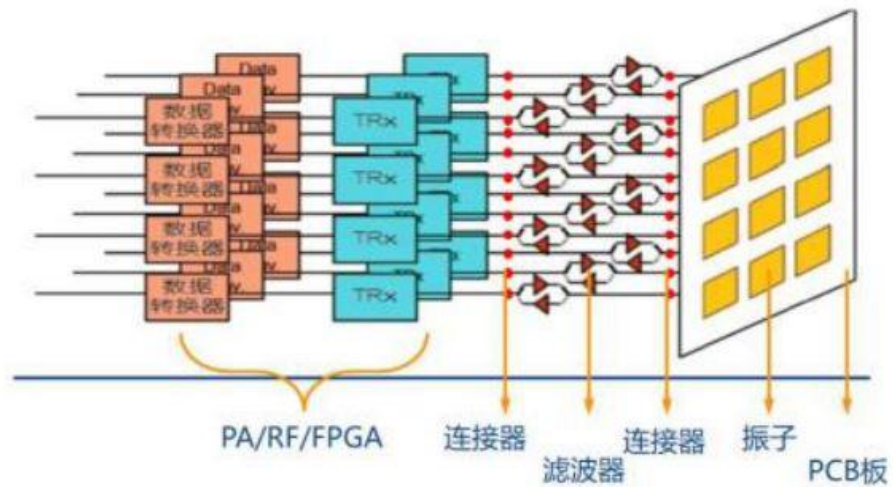 Data
Data
数据
转换器
TRx
数据
转换器
TRx
数据
转换器
TRx
数据
转换器
TRx
PA/RF/FPGA
连接器
滤波器
连接器
振子
PCB板